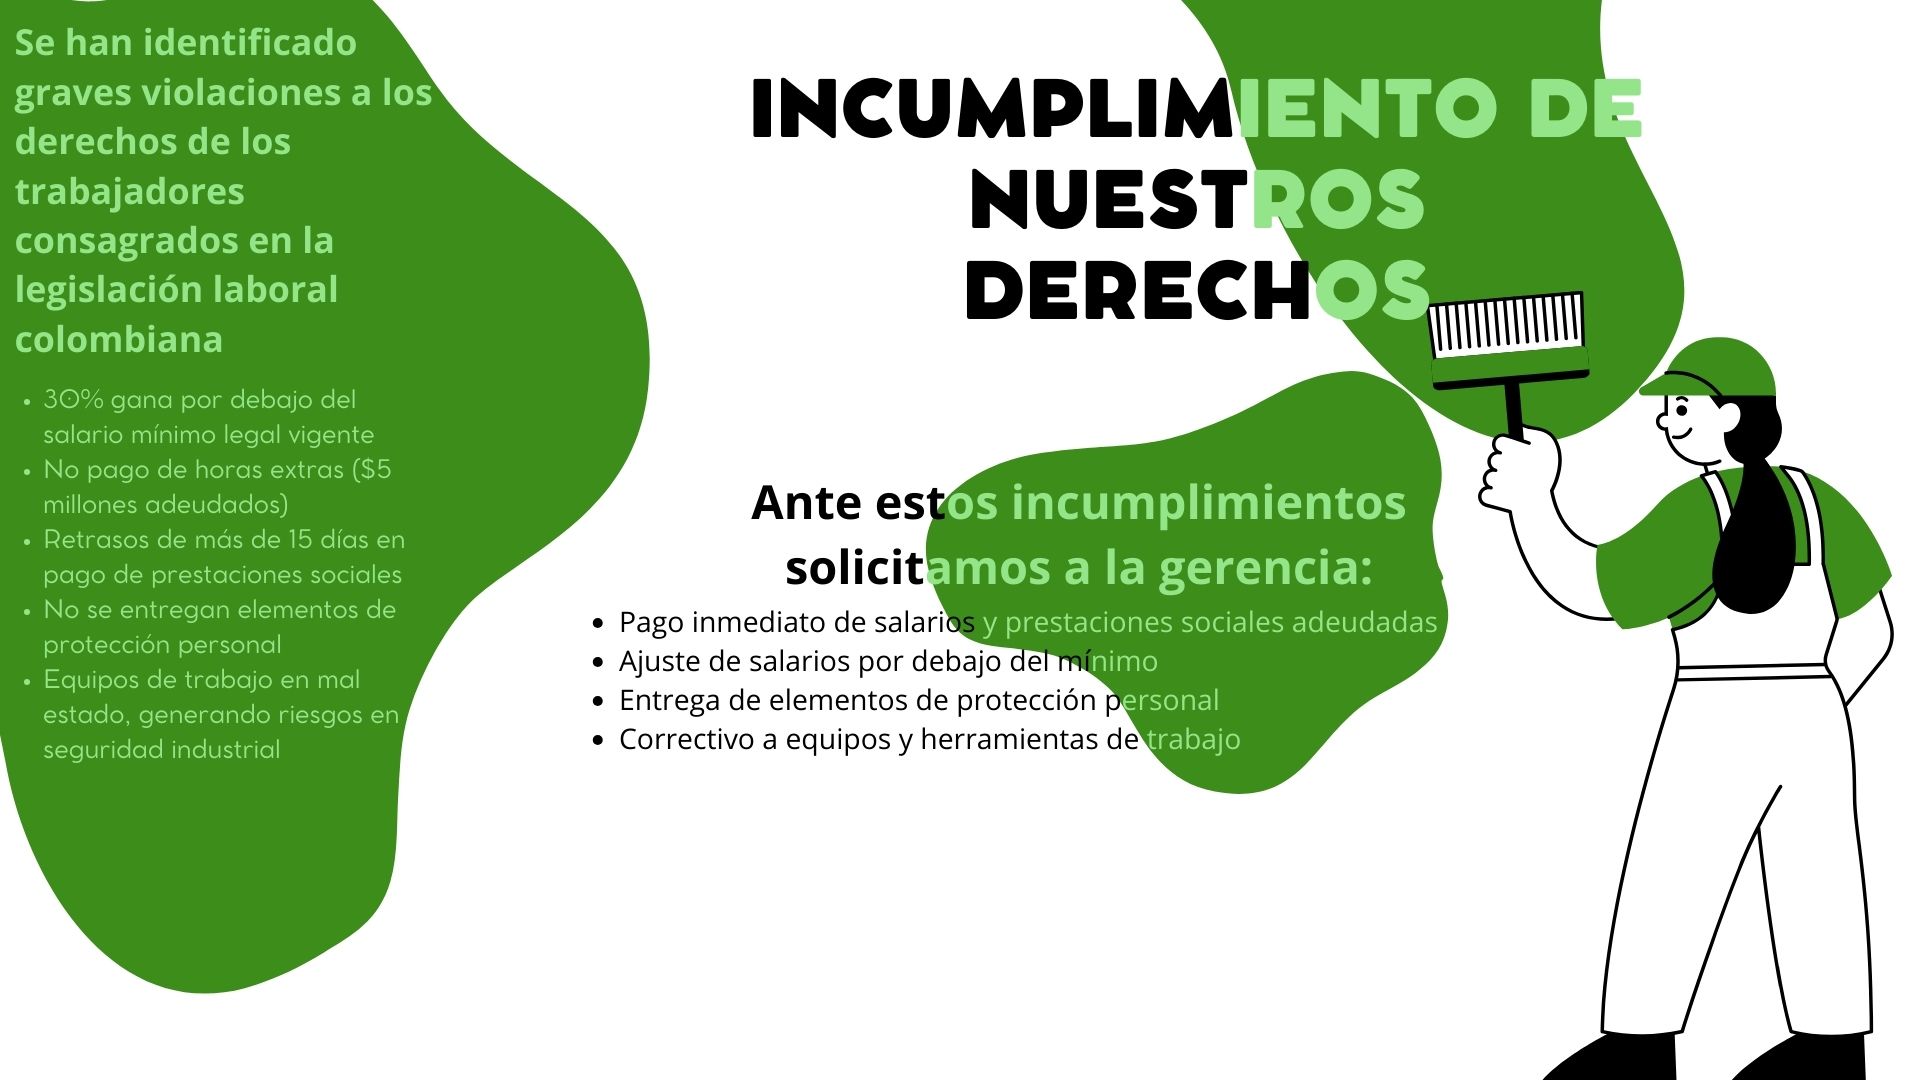 Se han identificado
graves violaciones a los
derechos de los
trabajadores
consagrados en la
legislación laboral
colombiana
• 30% gana por debajo del
salario mínimo legal vigente
• No pago de horas extras ($5
millones adeudados)
• Retrasos de más de 15 días en
pago de prestaciones sociales
• No se entregan elementos de
protección personal
• Equipos de trabajo en mal
estado, generando riesgos en
seguridad industrial
INCUMPLIMIENTO DE
NUESTROS
DERECHOS
Ante estos incumplimientos
solicitamos a la gerencia:
• Pago inmediato de salarios y prestaciones sociales adeudadas
• Ajuste de salarios por debajo del mínimo
• Entrega de elementos de protección personal
• Correctivo a equipos y herramientas de trabajo